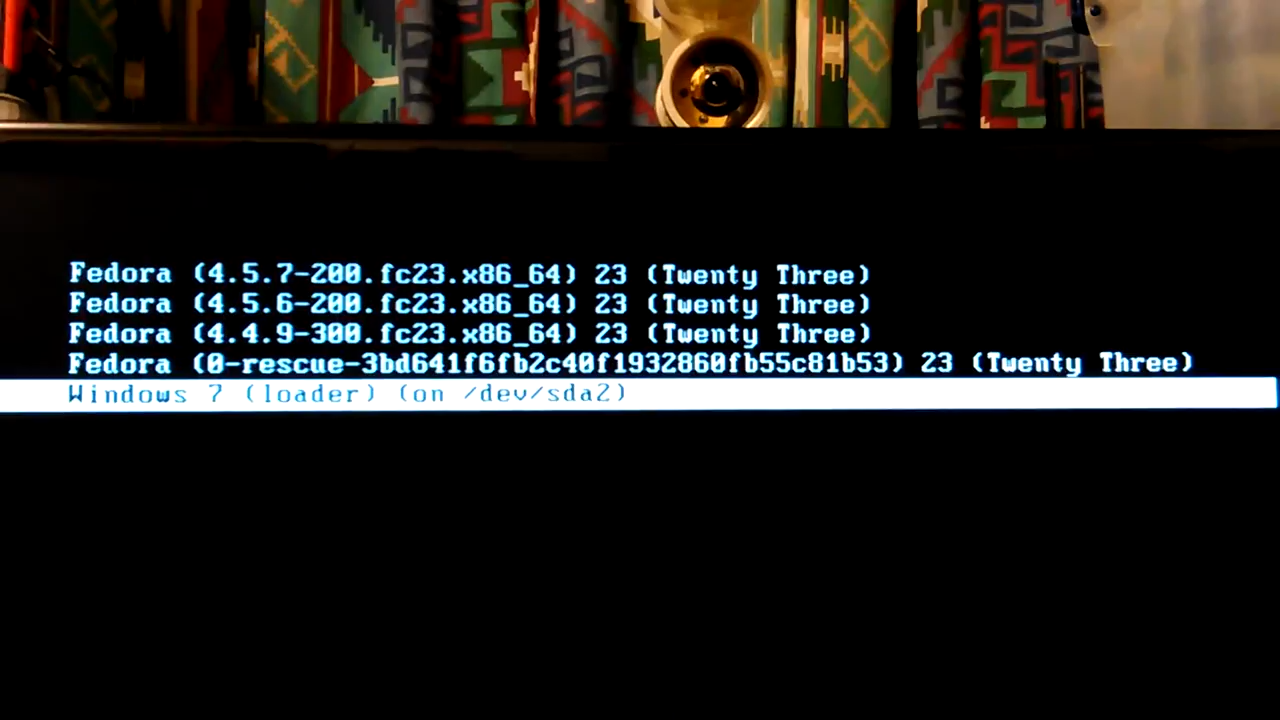 Fedora (4.5.7-200.fc23.x86_64) 23 (Twenty Three)
Fedora (4.5.6-200.fc23.x86_64) 23 (Twenty Three)
Fedora (4.4.9-300.fc23.x86_64) 23 (Twenty Three)
Fedora (0-rescue-3bd641f6fb2c40f1932860fb55c81b53) 23 (Twenty Three)
Windows 7 (loader) (on /dev/sda2)